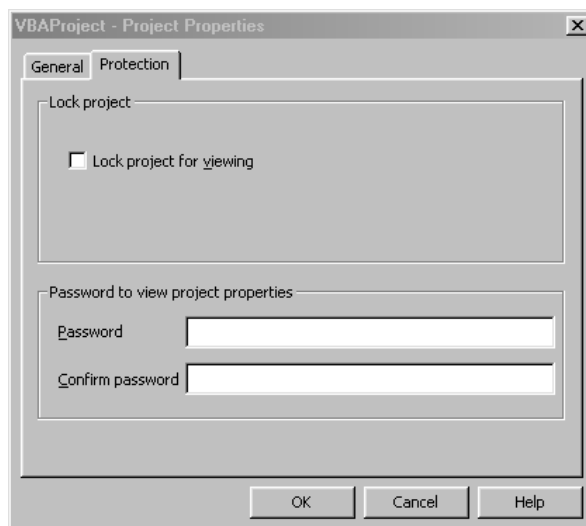 VBAProject - Project Properties
General Protection
Lock project
Lock project for viewing
Password to view project properties
Password
Confirm password
OK Cancel Help